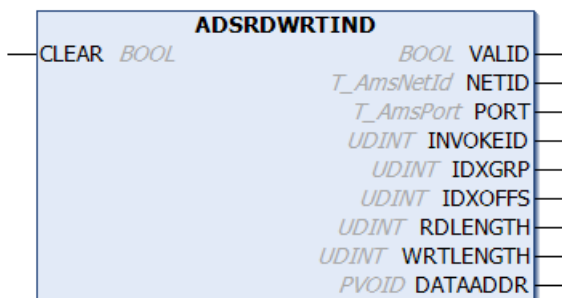 ADSRDWRTIND
CLEAR BOOL BOOL VALID
T_AmsNetId NETID
T_AmsPort PORT
UDINT INVOKEID
UDINT IDXGRP
UDINT IDXOFFS
UDINT RDLENGTH
UDINT WRTLENGTH
PVOID DATAADDR